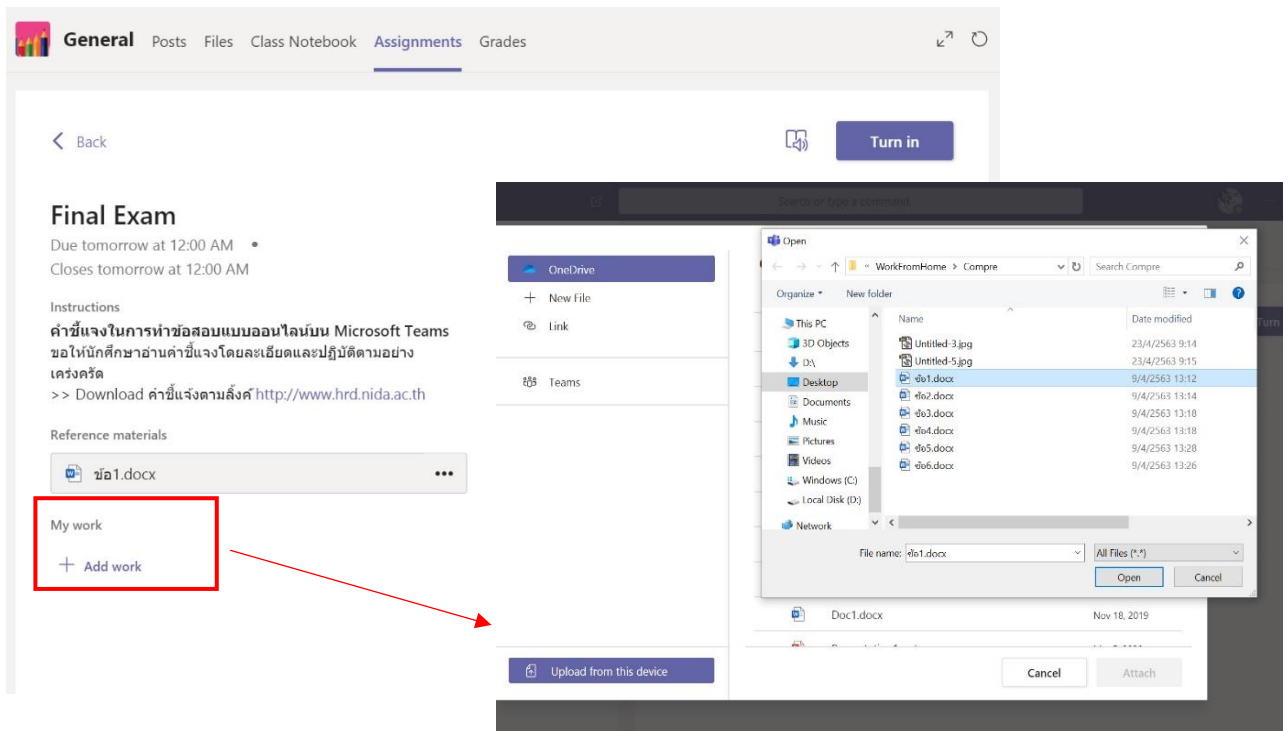 General Posts Files Class Notebook Assignments Grades
Back
Turn in
Final Exam
Due tomorrow at 12:00 AM •
Closes tomorrow at 12:00 AM
Instructions
คำชี้แจงในการทำข้อสอบแบบออนไลน์บน Microsoft Teams
ขอให้นักศึกษาอ่านคำชี้แจงโดยละเอียดและปฏิบัติตามอย่าง
เคร่งครัด
>> Download คำชี้แจ้งตามลิ้งค์ http://www.hrd.nida.ac.th
Reference materials
ข้อ1.docx
My work
+ Add work
Search or type a command
OneDrive
+ New File
Link
Teams
Upload from this device
Open
« WorkFromHome > Compre
Search Compre
Organize
New folder
This PC
3D Objects
D:\
Desktop
Documents
Music
Pictures
Videos
Windows (C:)
Local Disk (D:)
Network
Name Date modified
Untitled-3.jpg 23/4/2563 9:14
Untitled-5.jpg 23/4/2563 9:15
ข้อ1.docx 9/4/2563 13:12
ข้อ2.docx 9/4/2563 13:14
ข้อ3.docx 9/4/2563 13:18
ข้อ4.docx 9/4/2563 13:18
ข้อ5.docx 9/4/2563 13:28
ข้อ6.docx 9/4/2563 13:26
File name: ข้อ1.docx
All Files (*.*)
Open Cancel
Turn
Doc1.docx Nov 18, 2019
Cancel Attach